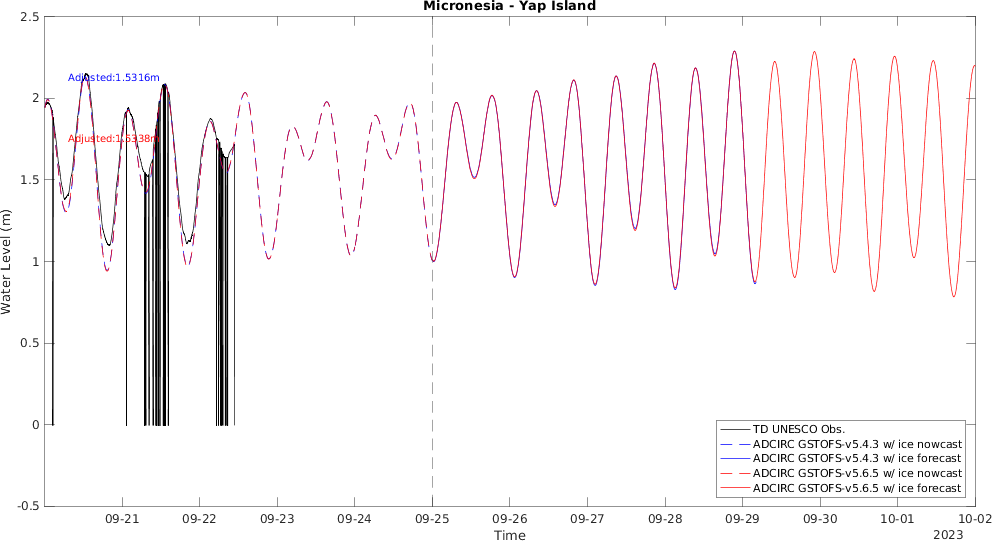 Micronesia - Yap Island
2.5
2
1.5
1
0.5
0
-0.5
Water Level (m)
Adjusted:1.5316m
Adjusted:1.5338m
09-21 09-22 09-23 09-24 09-25 09-26 09-27 09-28 09-29 09-30 10-01 10-02
Time
2023
TD UNESCO Obs.
ADCIRC GSTOFS-v5.4.3 w/ ice nowcast
ADCIRC GSTOFS-v5.4.3 w/ ice forecast
ADCIRC GSTOFS-v5.6.5 w/ ice nowcast
ADCIRC GSTOFS-v5.6.5 w/ ice forecast